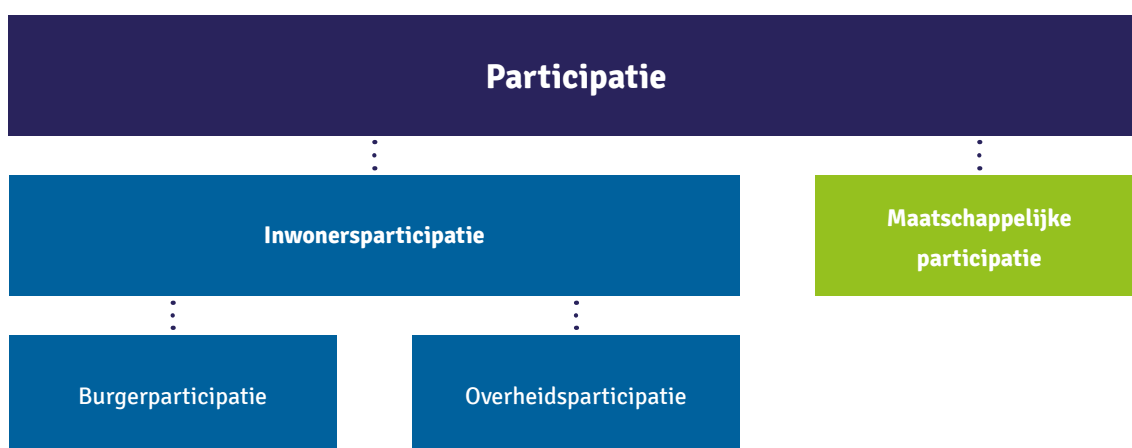 Participatie
Inwonersparticipatie
Maatschappelijke
participatie
Burgerparticipatie
Overheidsparticipatie